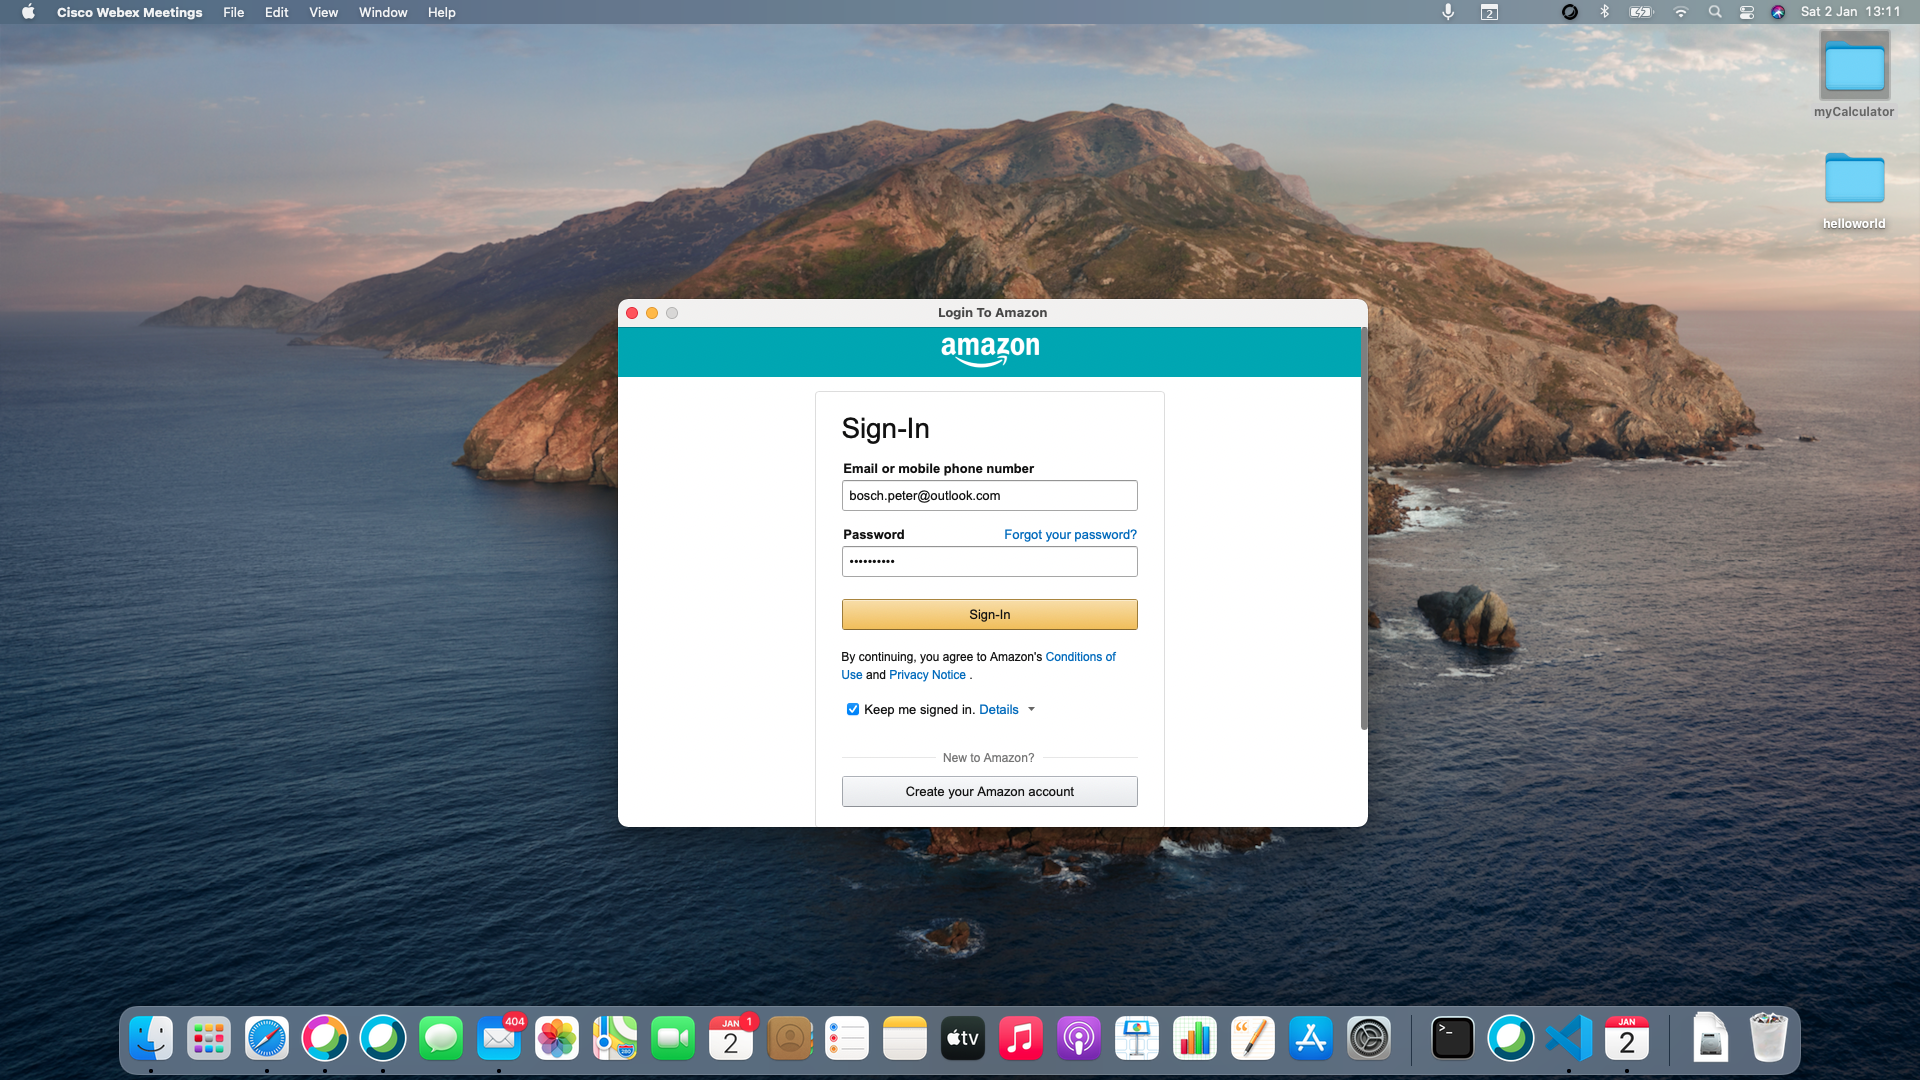 Cisco Webex Meetings File Edit View Window Help
2
Sat 2 Jan 13:11
myCalculator
helloworld
Login To Amazon
amazon
Sign-In
Email or mobile phone number
bosch.peter@outlook.com
Password Forgot your password?
••••••••••
Sign-In
By continuing, you agree to Amazon's Conditions of
Use and Privacy Notice .
Keep me signed in. Details
New to Amazon?
Create your Amazon account
404
JAN 1
2
280
tv
>_
JAN
2